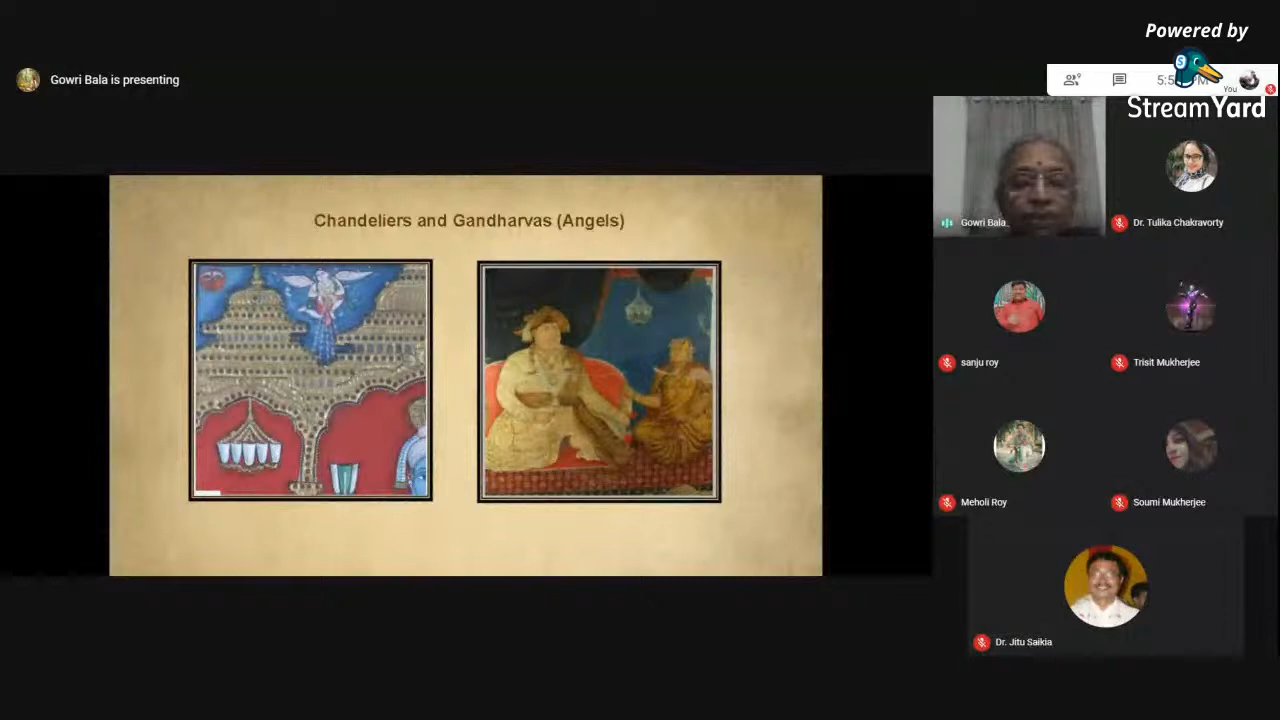 Powered by
StreamYard
Gowri Bala is presenting
You
Chandeliers and Gandharvas (Angels)
Gowri Bala
Dr. Tulika Chakravorty
sanju roy
Trisit Mukherjee
Meholi Roy
Soumi Mukherjee
Dr. Jitu Saikia